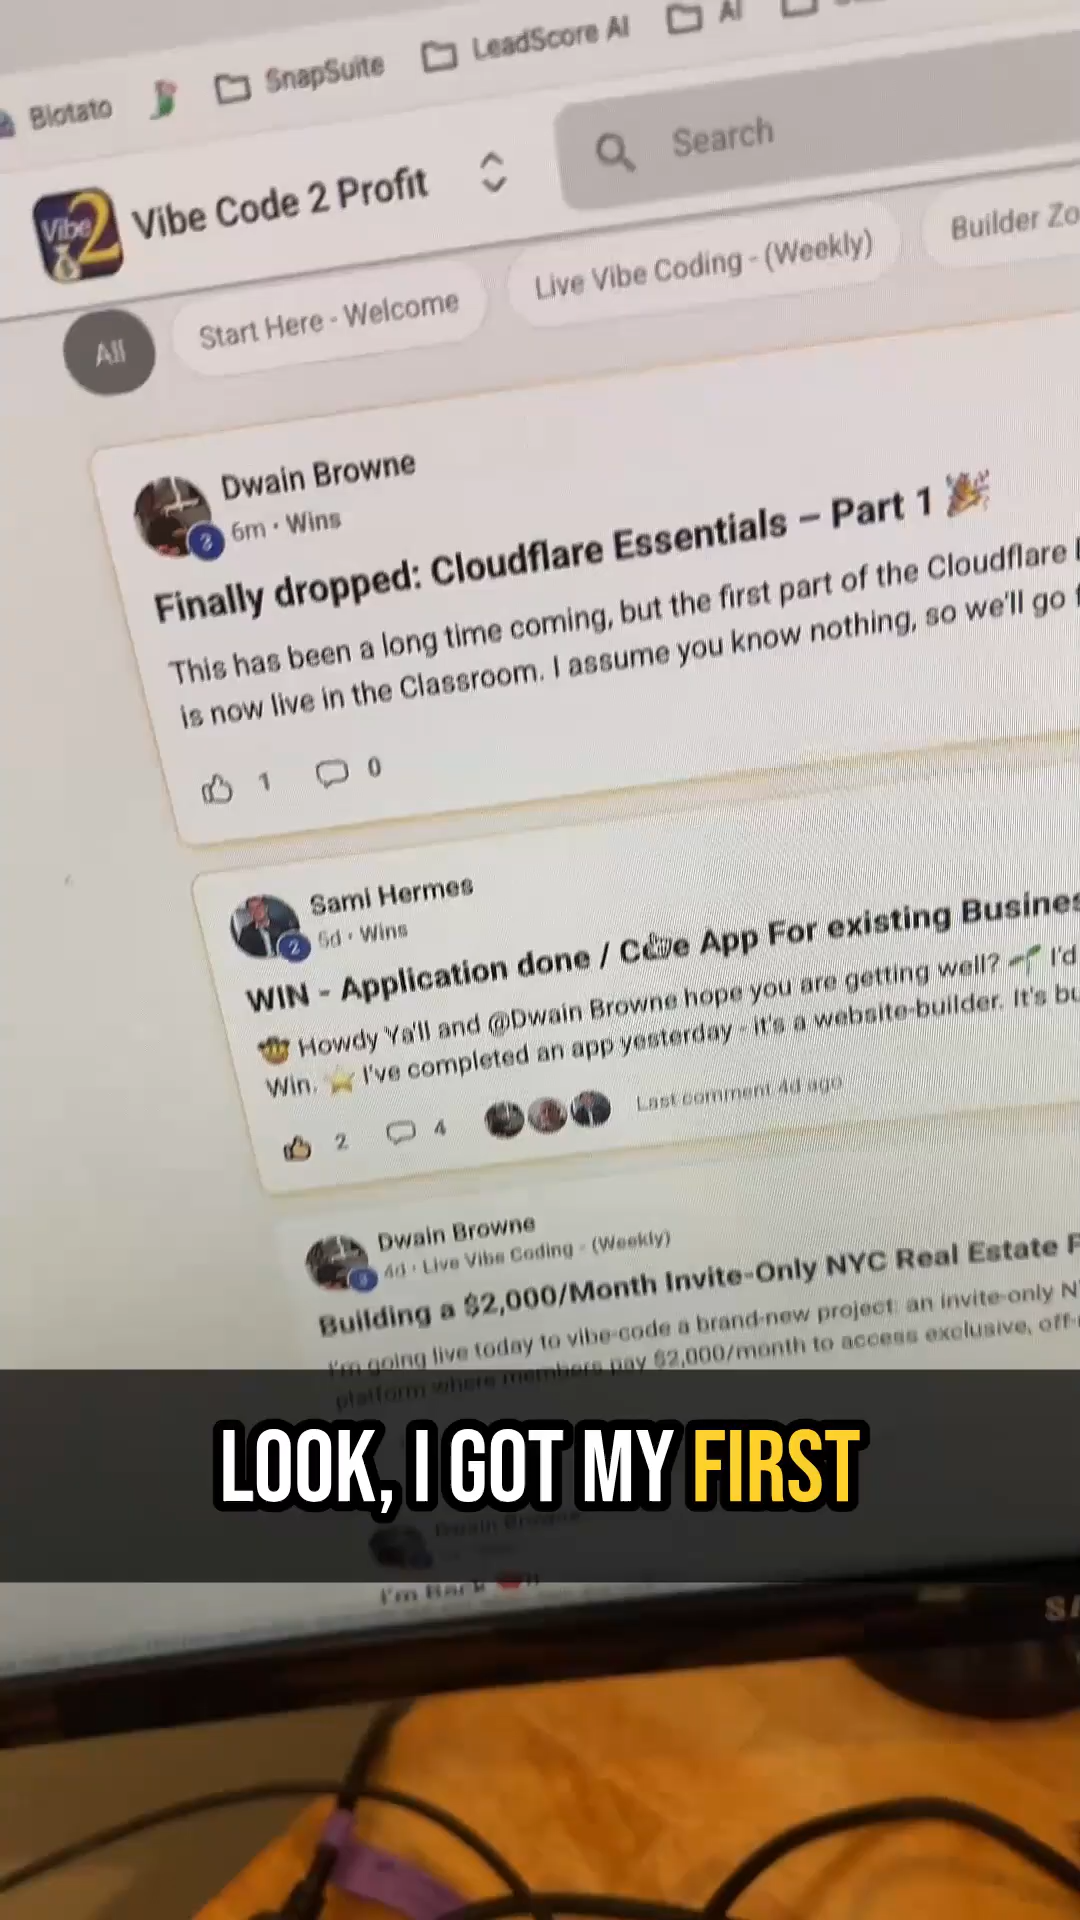 Blotato
SnapSuite
LeadScore AI
AI
Vibe 2
Vibe Code 2 Profit
Search
All
Start Here - Welcome
Live Vibe Coding - (Weekly)
Builder Zo
Dwain Browne
3
6m · Wins
Finally dropped: Cloudflare Essentials – Part 1 🎉
This has been a long time coming, but the first part of the Cloudflare
is now live in the Classroom. I assume you know nothing, so we'll go f
1
0
Sami Hermes
2
5d · Wins
WIN - Application done / App For existing Busines
🤠 Howdy Ya'll and @Dwain Browne hope you are getting well? 🌱 I'd
Win. ⭐ I've completed an app yesterday - it's a website-builder. It's bu
2
4
Last comment 4d ago
Dwain Browne
4d · Live Vibe Coding - (Weekly)
Building a $2,000/Month Invite-Only NYC Real Estate P
I'm going live today to vibe-code a brand-new project: an invite-only N
platform where members pay $2,000/month to access exclusive, off-
LOOK, I GOT MY FIRST
Dwain Browne
I'm Back
SA